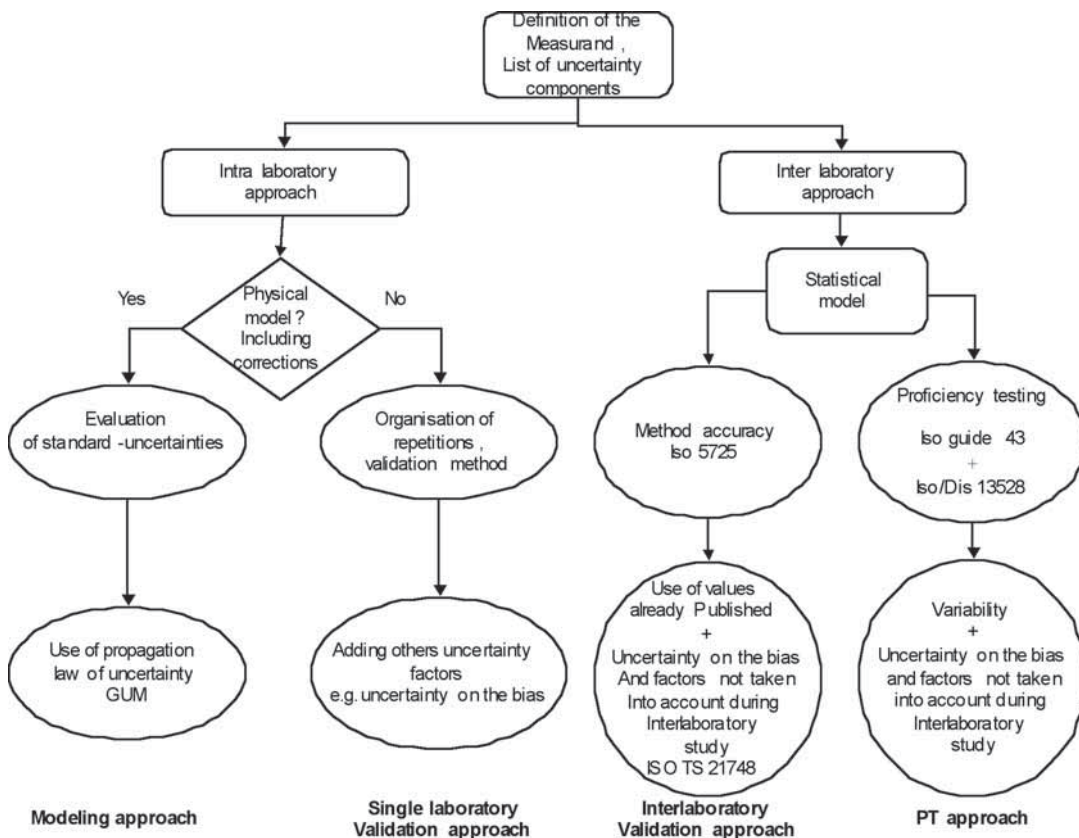 Definition of the
Measurand ,
List of uncertainty
components
Intra laboratory
approach
Inter laboratory
approach
Statistical
model
Yes
No
Physical
model ?
Including
corrections
Evaluation
of standard -uncertainties
Organisation of
repetitions ,
validation method
Method accuracy
Iso 5725
Proficiency testing
Iso guide 43
+
Iso/Dis 13528
Use of propagation
law of uncertainty
GUM
Adding others uncertainty
factors
e.g. uncertainty on the bias
Use of values
already Published
+
Uncertainty on the bias
And factors not taken
Into account during
Interlaboratory
study
ISO TS 21748
Variability
+
Uncertainty on the bias
and factors not taken
into account during
Interlaboratory
study
Modeling approach
Single laboratory
Validation approach
Interlaboratory
Validation approach
PT approach